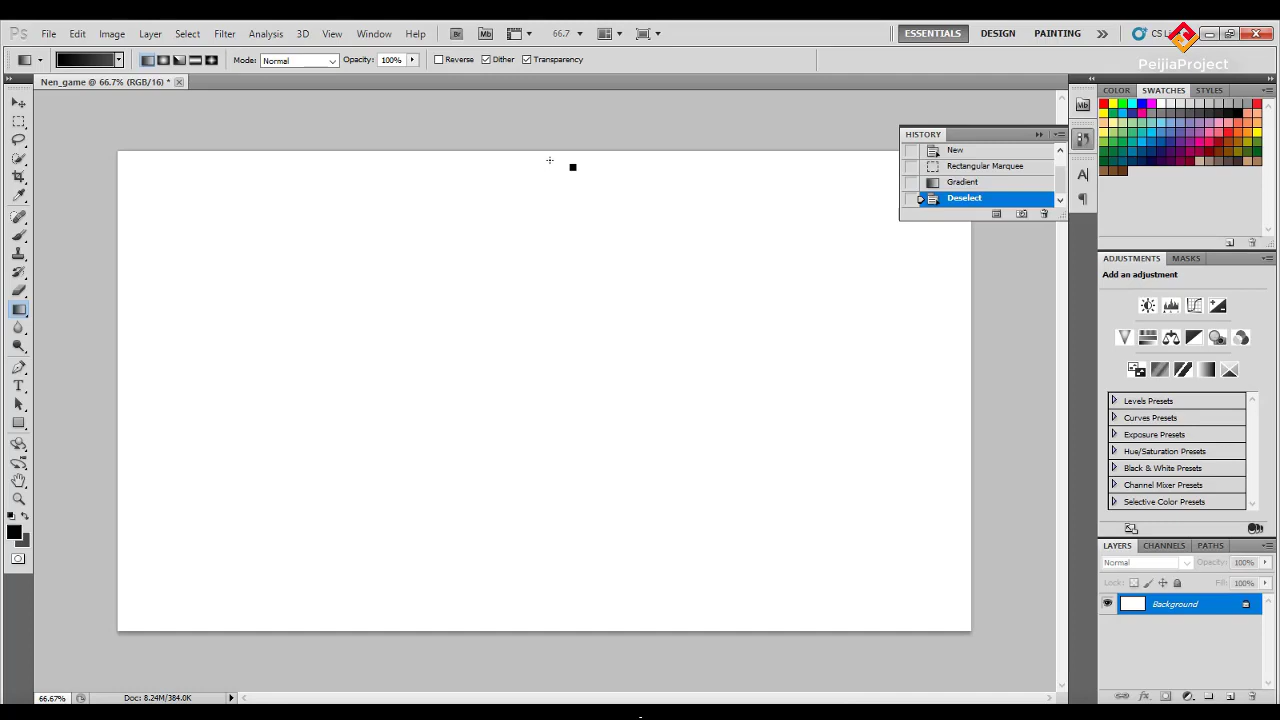 Ps File Edit Image Layer Select Filter Analysis 3D View Window Help Br Mb 66.7 ESSENTIALS DESIGN PAINTING
PeijiaProject
Mode: Normal Opacity: 100% Reverse Dither Transparency
Nen_game @ 66.7% (RGB/16) *
COLOR SWATCHES STYLES
Mb
HISTORY
New
Rectangular Marquee
Gradient
Deselect
A
T
ADJUSTMENTS MASKS
Add an adjustment
Levels Presets
Curves Presets
Exposure Presets
Hue/Saturation Presets
Black & White Presets
Channel Mixer Presets
Selective Color Presets
LAYERS CHANNELS PATHS
Normal Opacity: 100%
Lock: Fill: 100%
Background
66.67% Doc: 8.24M/384.0K